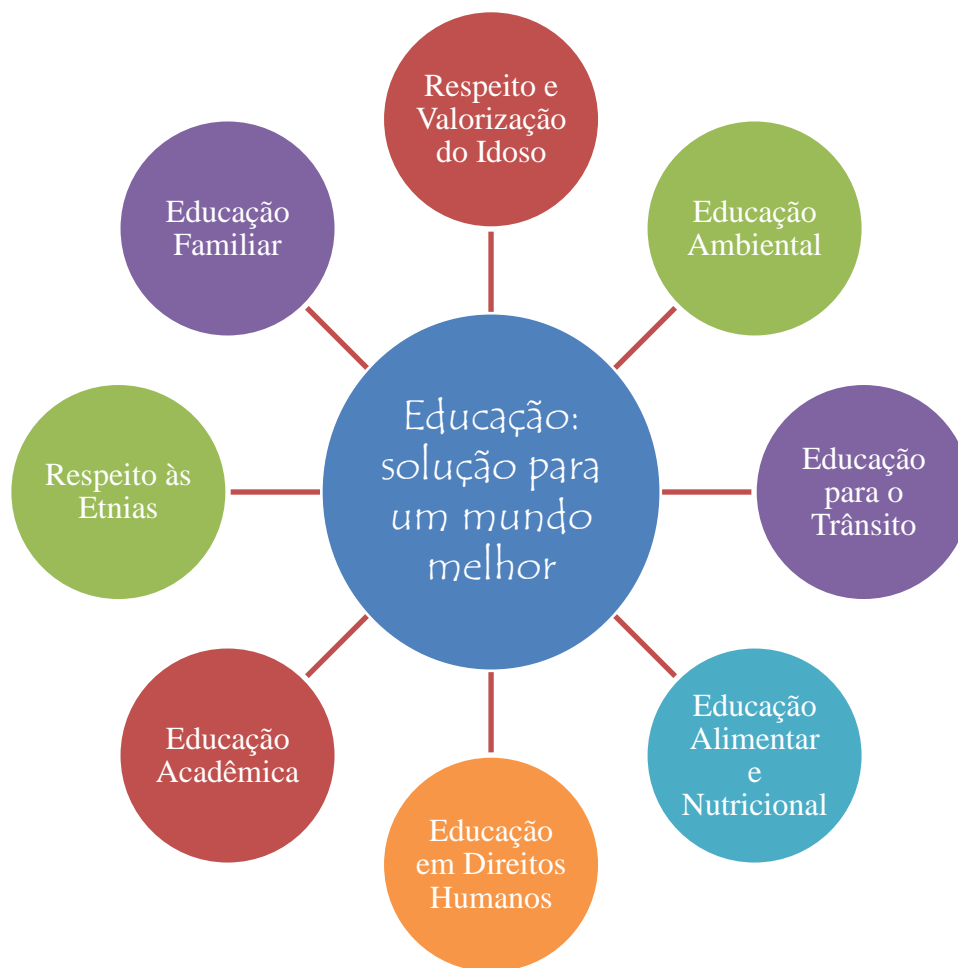 Respeito e
Valorização
do Idoso
Educação
Ambiental
Educação
para o
Trânsito
Educação
Alimentar
e
Nutricional
Educação
em Direitos
Humanos
Educação
Acadêmica
Respeito às
Etnias
Educação
Familiar
Educação:
solução para
um mundo
melhor